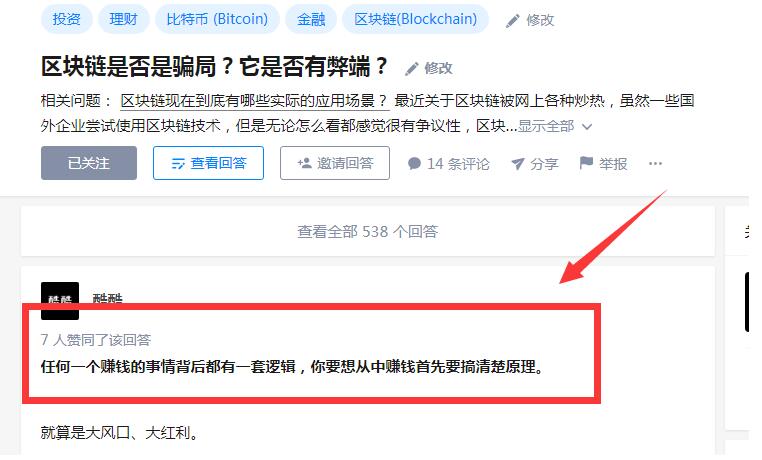 投资 理财 比特币 (Bitcoin) 金融 区块链(Blockchain) 修改
区块链是否是骗局？它是否有弊端？ 修改
相关问题： 区块链现在到底有哪些实际的应用场景？ 最近关于区块链被网上各种炒热，虽然一些国
外企业尝试使用区块链技术，但是无论怎么看都感觉很有争议性，区块...显示全部
已关注 查看回答 邀请回答 14 条评论 分享 举报 ...
查看全部 538 个回答
酷酷 酷酷
7 人赞同了该回答
任何一个赚钱的事情背后都有一套逻辑，你要想从中赚钱首先要搞清楚原理。
就算是大风口、大红利。